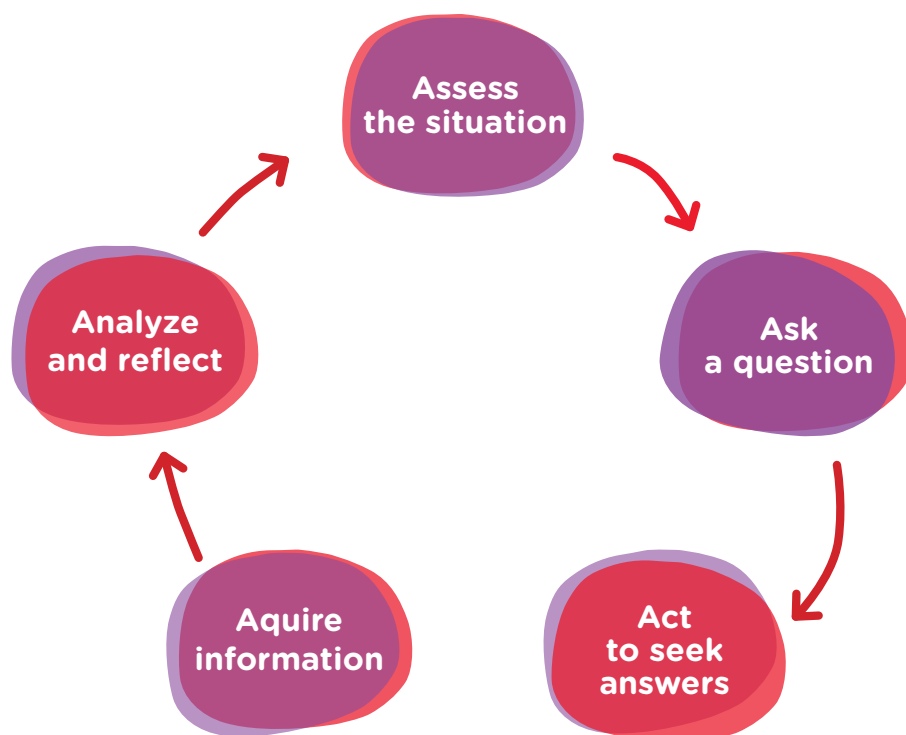 Assess
the situation
Ask
a question
Act
to seek
answers
Aquire
information
Analyze
and reflect